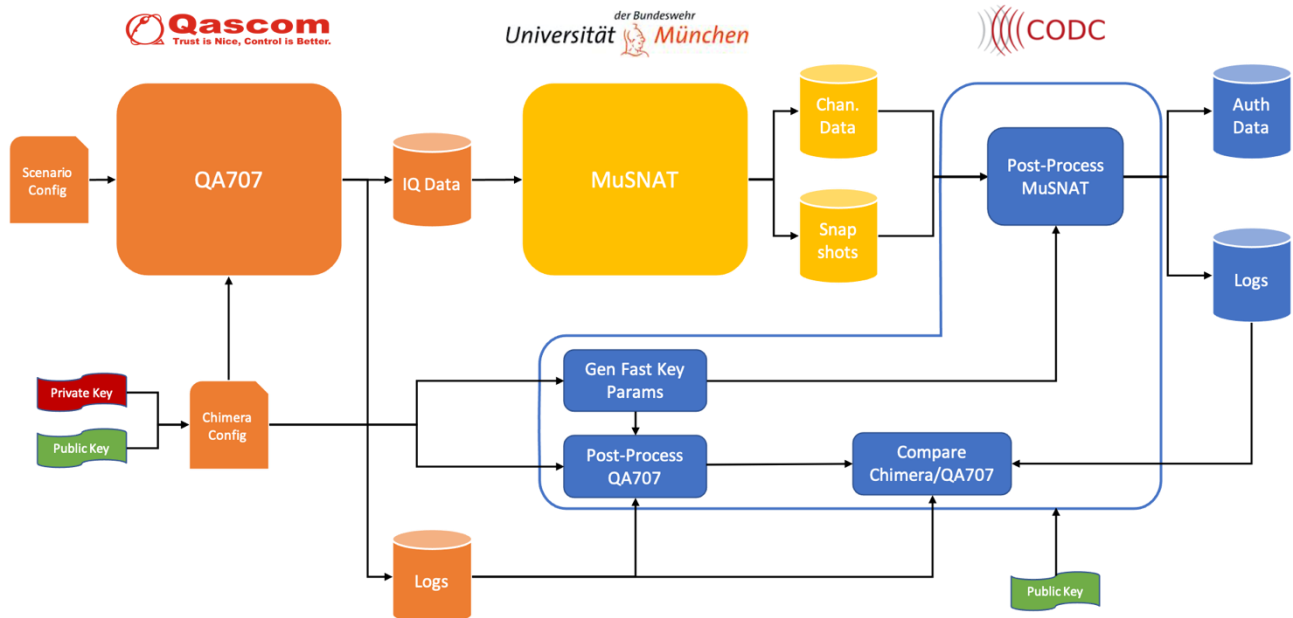 Qascom
Trust is Nice, Control is Better.
der Bundeswehr
Universität München
CODC
Scenario
Config
QA707
IQ Data
MuSNAT
Chan.
Data
Snap
shots
Post-Process
MuSNAT
Auth
Data
Logs
Private Key
Public Key
Chimera
Config
Gen Fast Key
Params
Post-Process
QA707
Compare
Chimera/QA707
Logs
Public Key